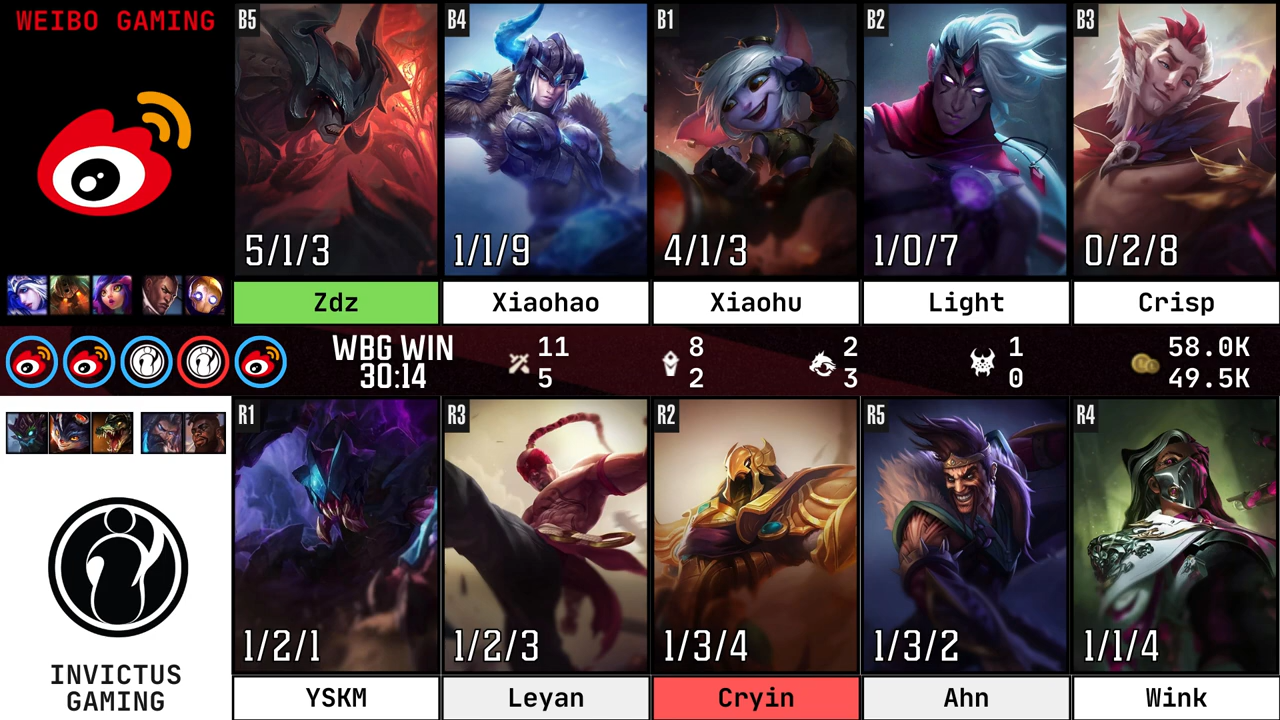 WEIBO GAMING
B5
B4
B1
B2
B3
5/1/3
1/1/9
4/1/3
1/0/7
0/2/8
Zdz
Xiaohao
Xiaohu
Light
Crisp
WBG WIN
30:14
11
5
8
2
2
3
1
0
58.0K
49.5K
R1
R3
R2
R5
R4
1/2/1
1/2/3
1/3/4
1/3/2
1/1/4
YSKM
Leyan
Cryin
Ahn
Wink
INVICTUS
GAMING